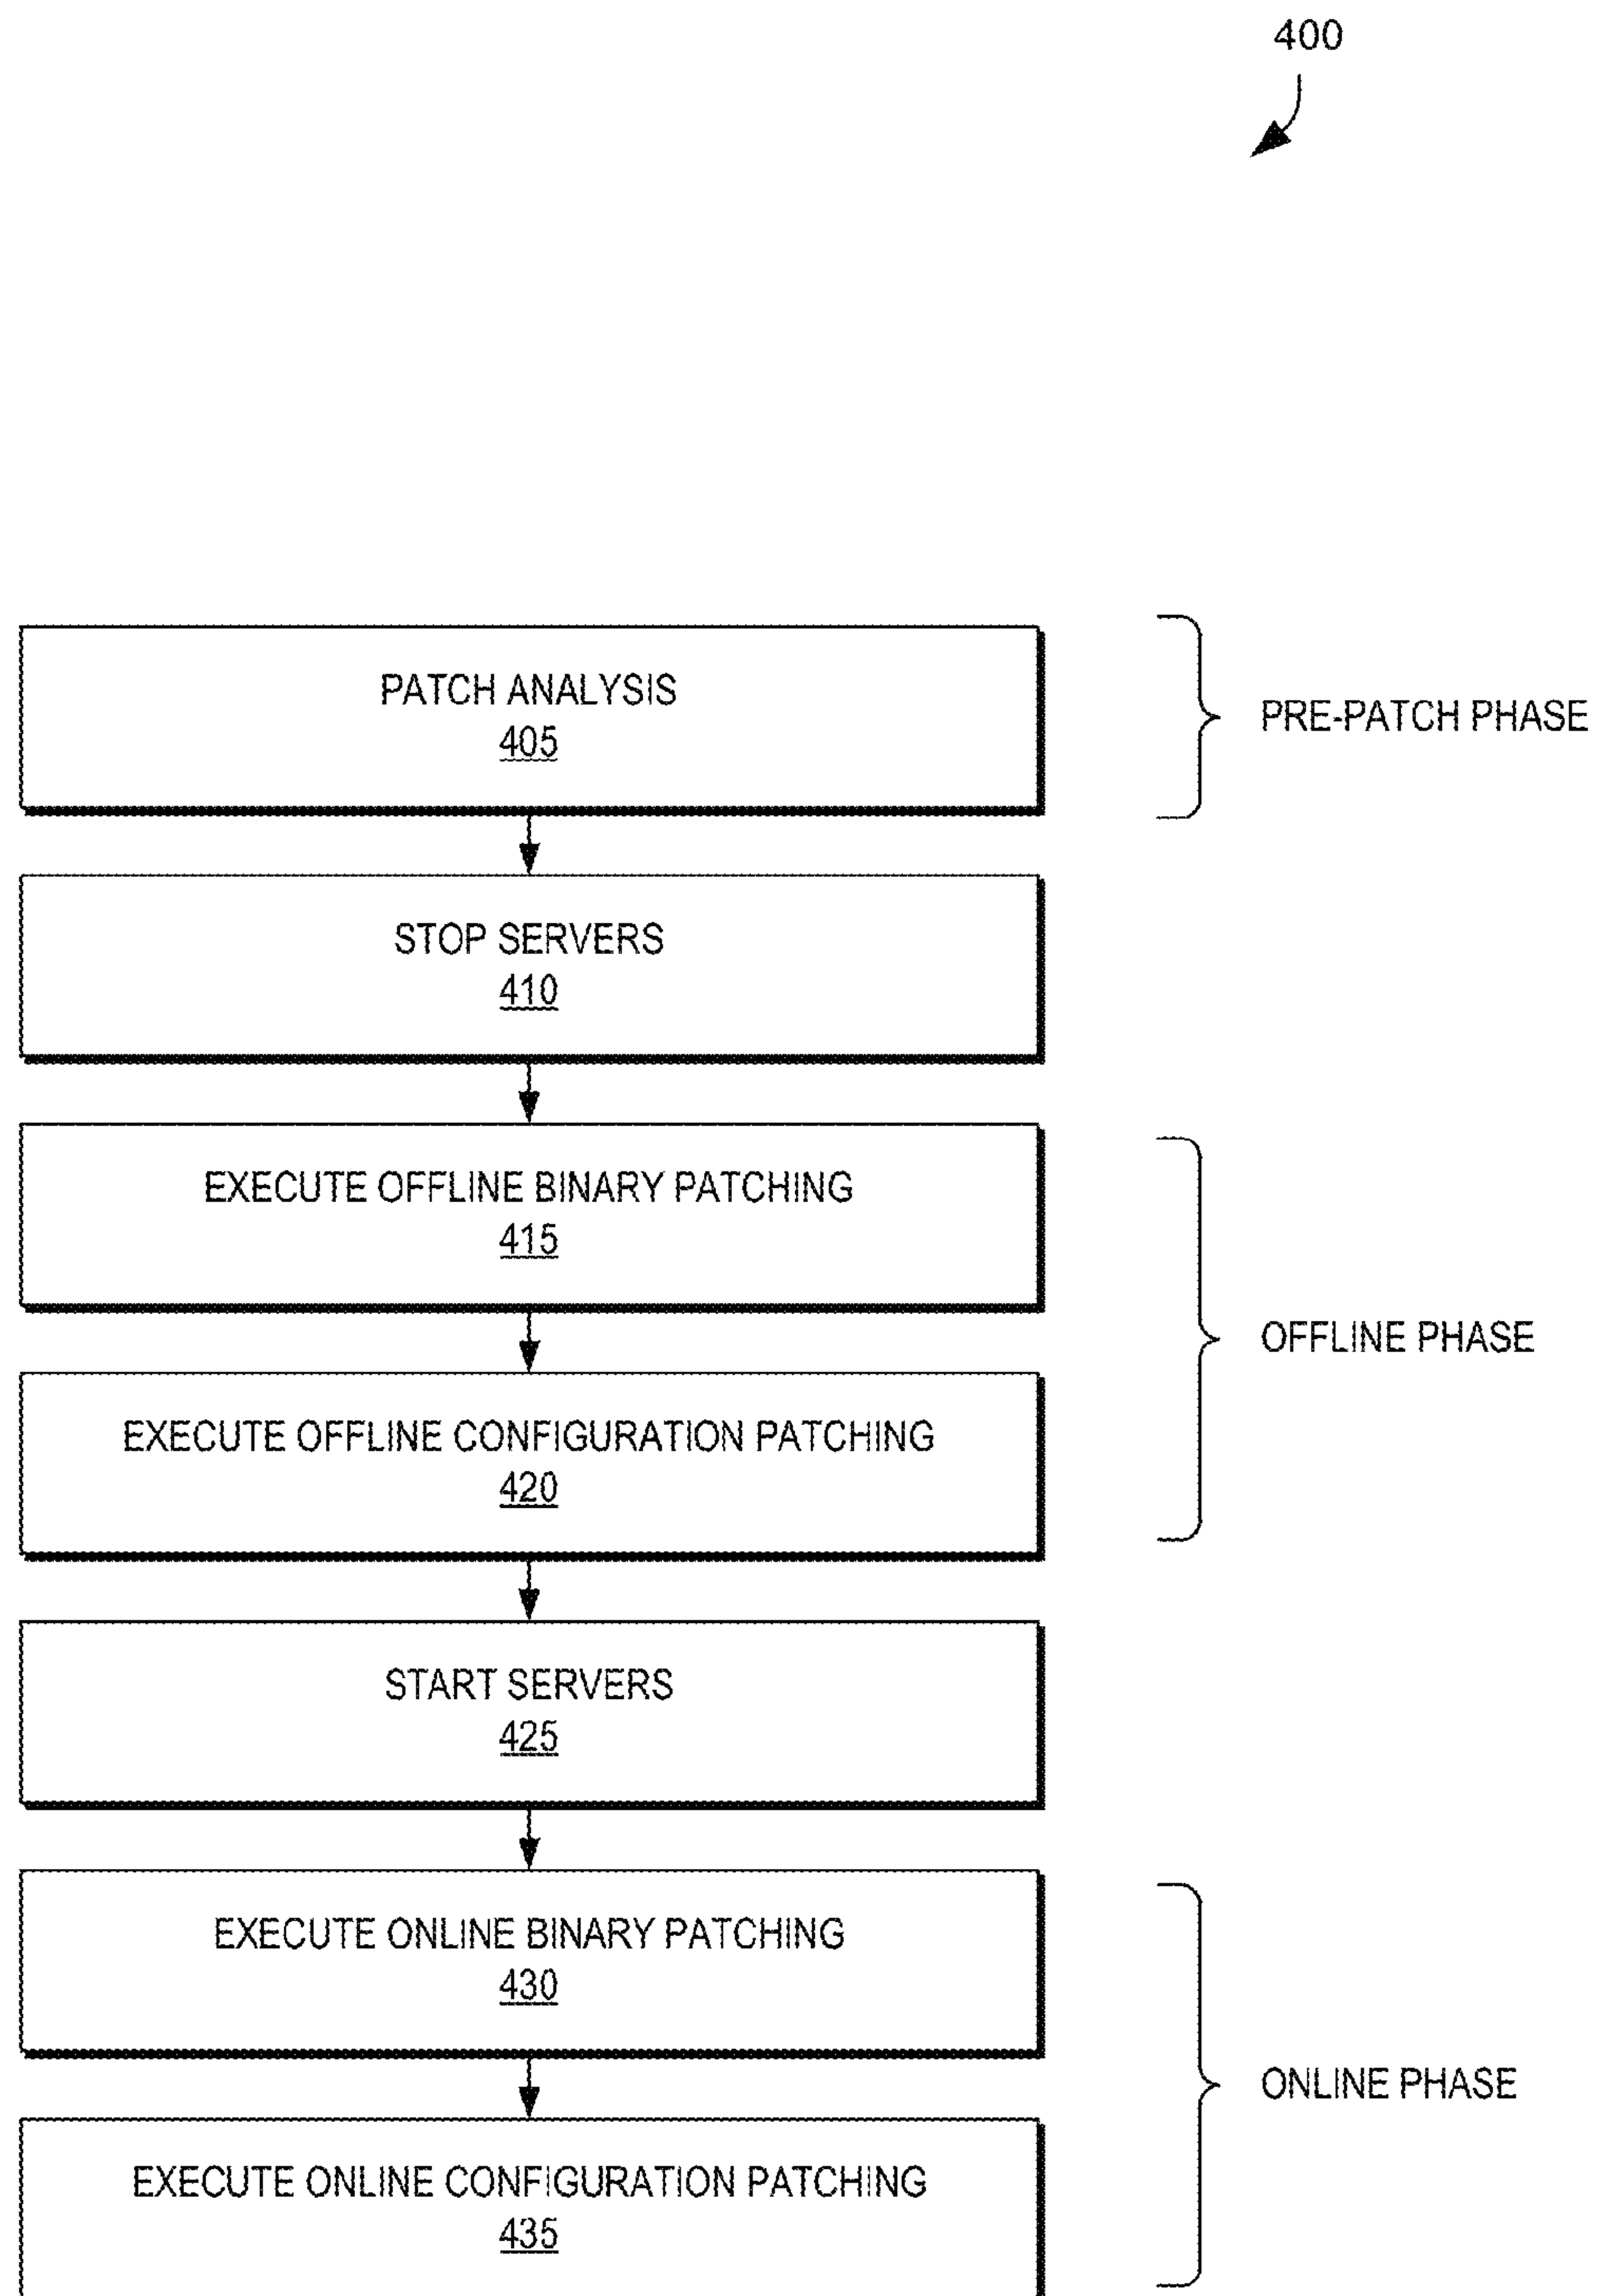 400
PATCH ANALYSIS
405
PRE-PATCH PHASE
STOP SERVERS
410
EXECUTE OFFLINE BINARY PATCHING
415
OFFLINE PHASE
EXECUTE OFFLINE CONFIGURATION PATCHING
420
START SERVERS
425
EXECUTE ONLINE BINARY PATCHING
430
ONLINE PHASE
EXECUTE ONLINE CONFIGURATION PATCHING
435